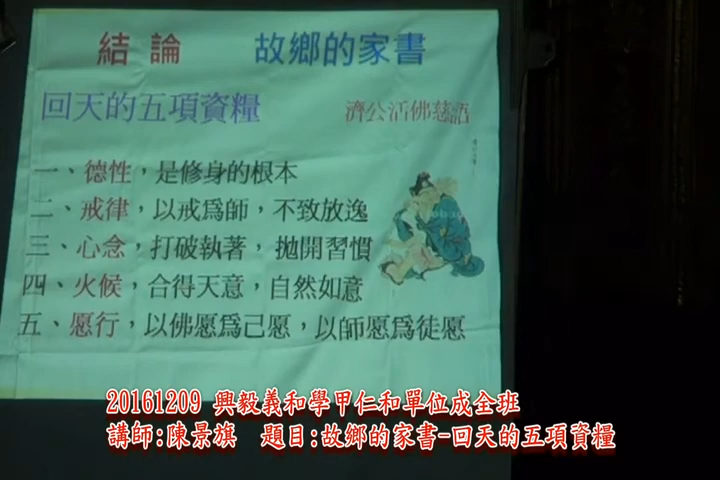 結論 故鄉的家書
回天的五項資糧 濟公活佛慈語
一、德性，是修身的根本
二、戒律，以戒為師，不致放逸
三、心念，打破執著，拋開習慣
四、火候，合得天意，自然如意
五、愿行，以佛愿為己愿，以師愿為徒愿
20161209 興毅義和學甲仁和單位成全班
講師:陳景旗 題目:故鄉的家書-回天的五項資糧